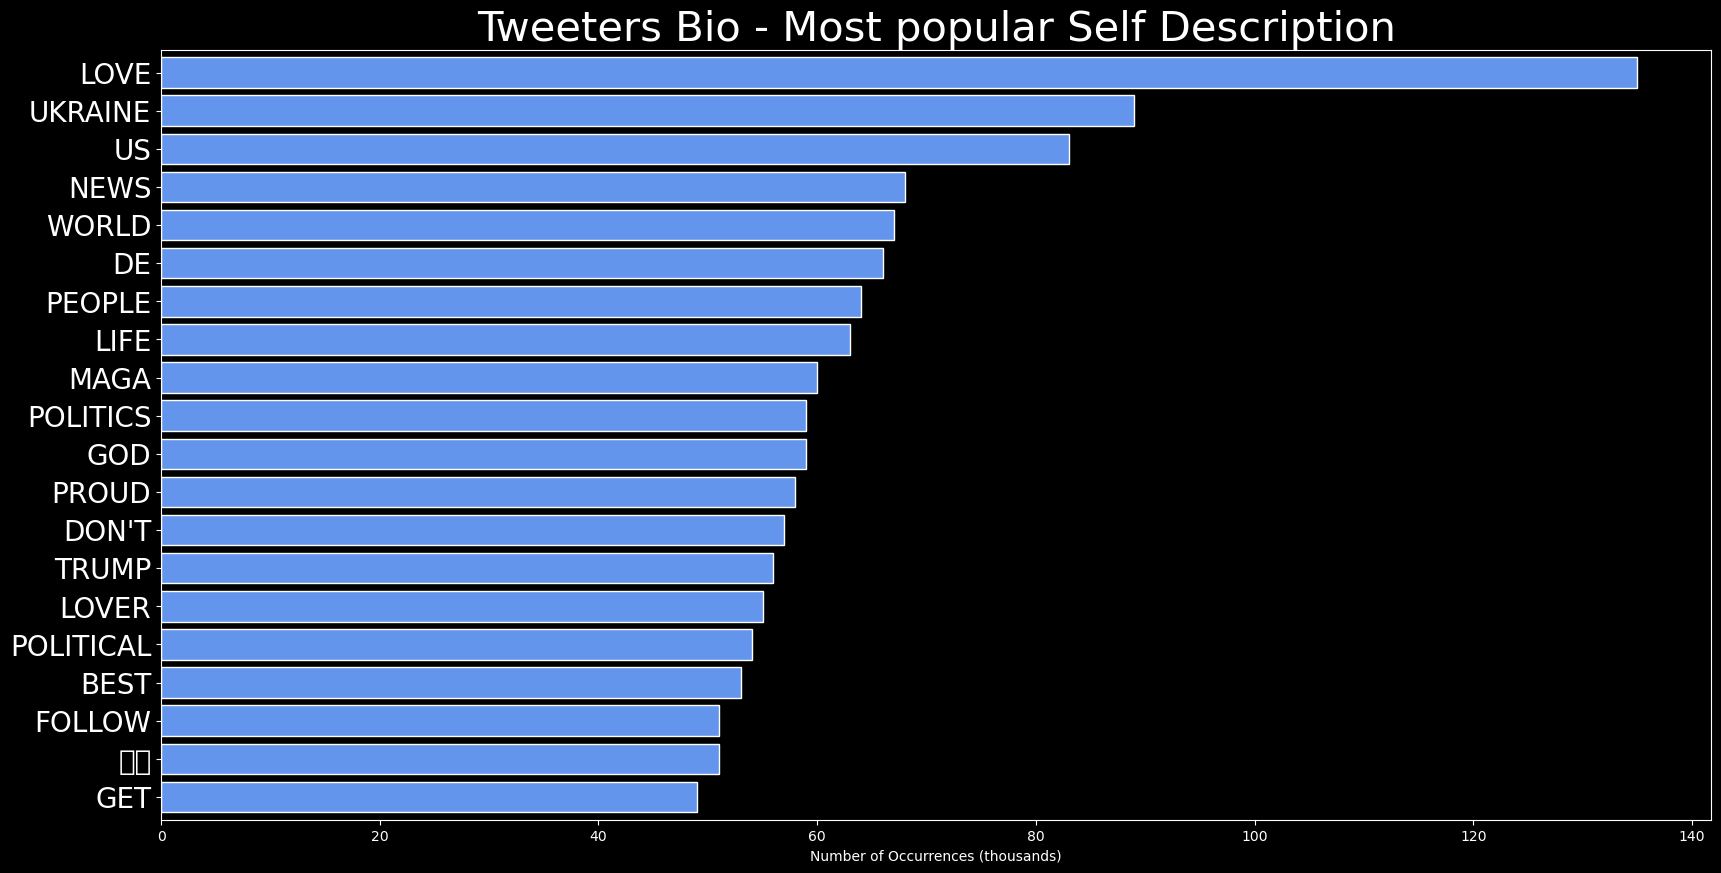 Tweeters Bio - Most popular Self Description
LOVE
UKRAINE
US
NEWS
WORLD
DE
PEOPLE
LIFE
MAGA
POLITICS
GOD
PROUD
DON'T
TRUMP
LOVER
POLITICAL
BEST
FOLLOW
GET
0 20 40 60 80 100 120 140
Number of Occurrences (thousands)